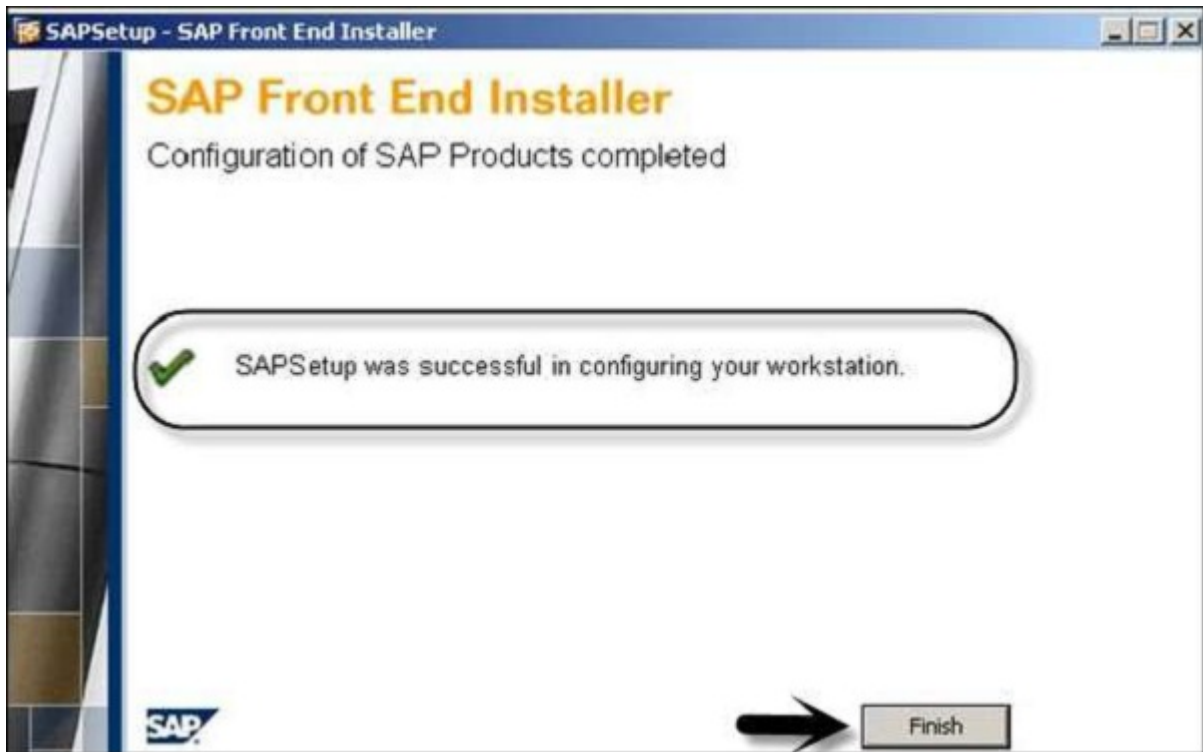 SAPSetup - SAP Front End Installer
SAP Front End Installer
Configuration of SAP Products completed
SAPSetup was successful in configuring your workstation.
SAP
Finish